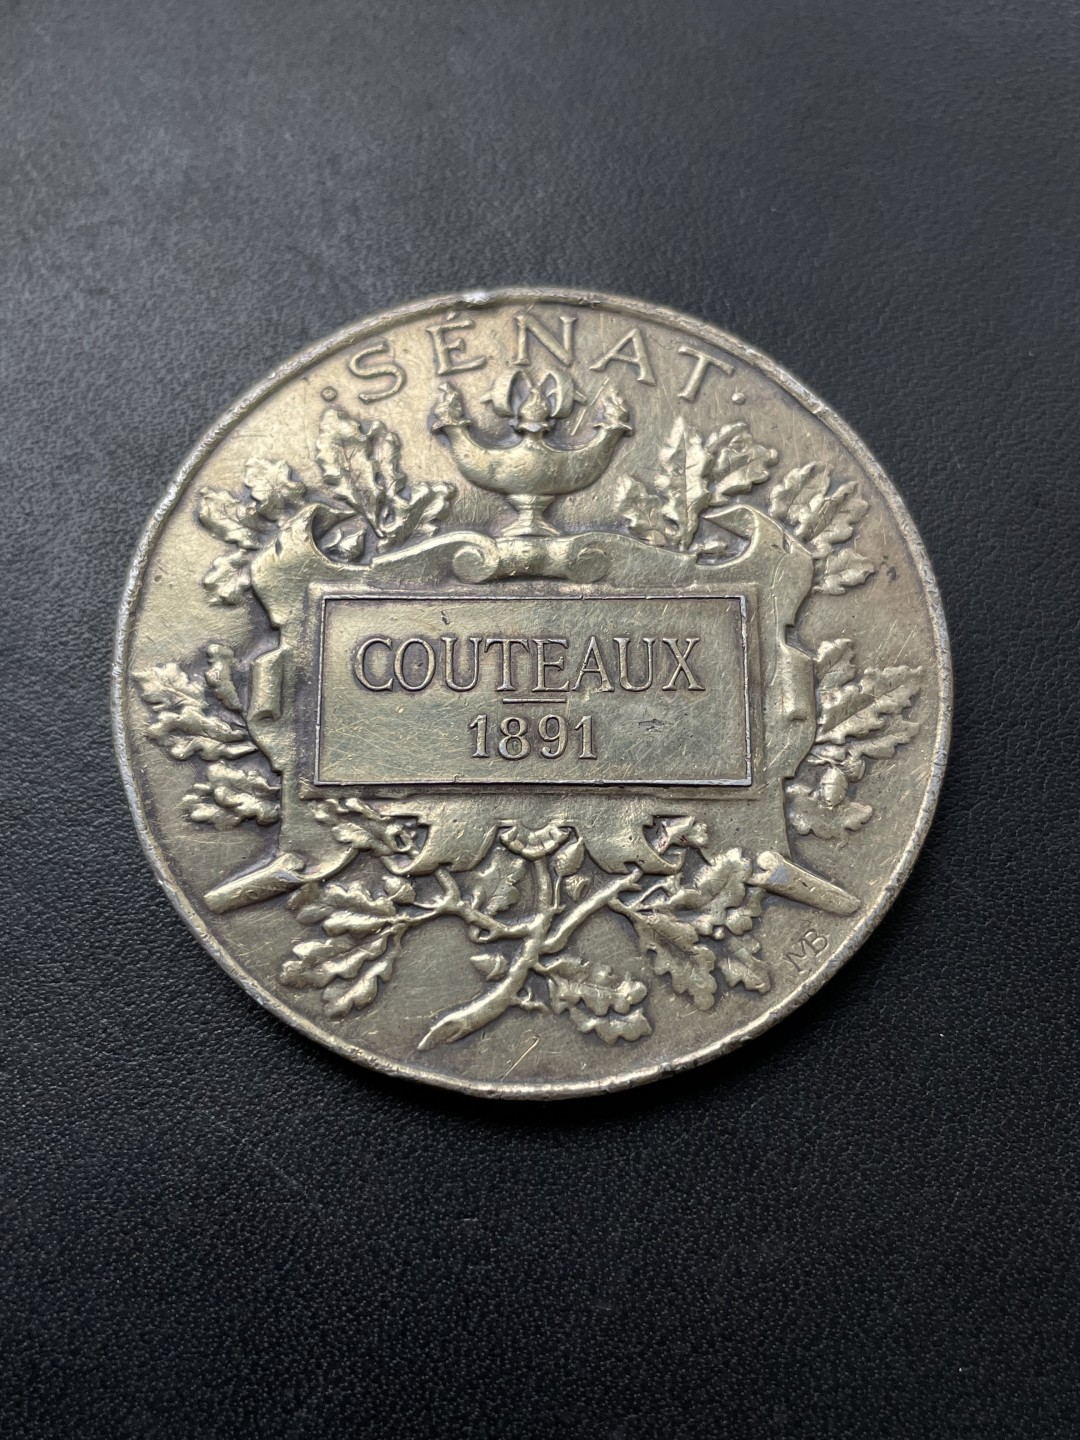 ·SÉNAT·
COUTEAUX
1891
MB